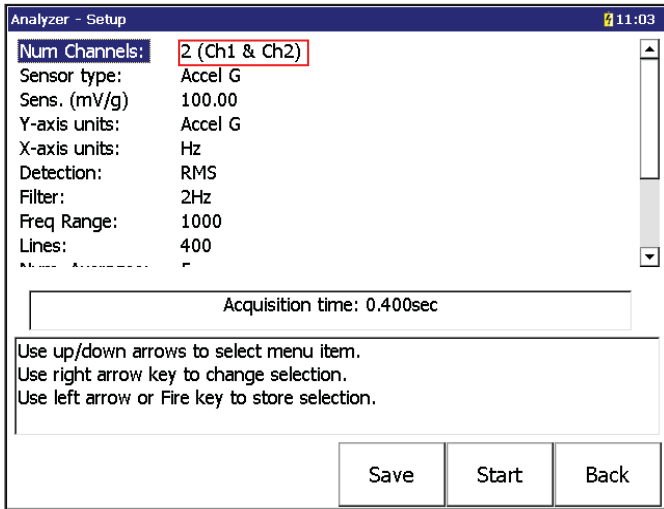 Analyzer - Setup 11:03
Num Channels: 2 (Ch1 & Ch2)
Sensor type: Accel G
Sens. (mV/g) 100.00
Y-axis units: Accel G
X-axis units: Hz
Detection: RMS
Filter: 2Hz
Freq Range: 1000
Lines: 400
Acquisition time: 0.400sec
Use up/down arrows to select menu item.
Use right arrow key to change selection.
Use left arrow or Fire key to store selection.
Save Start Back